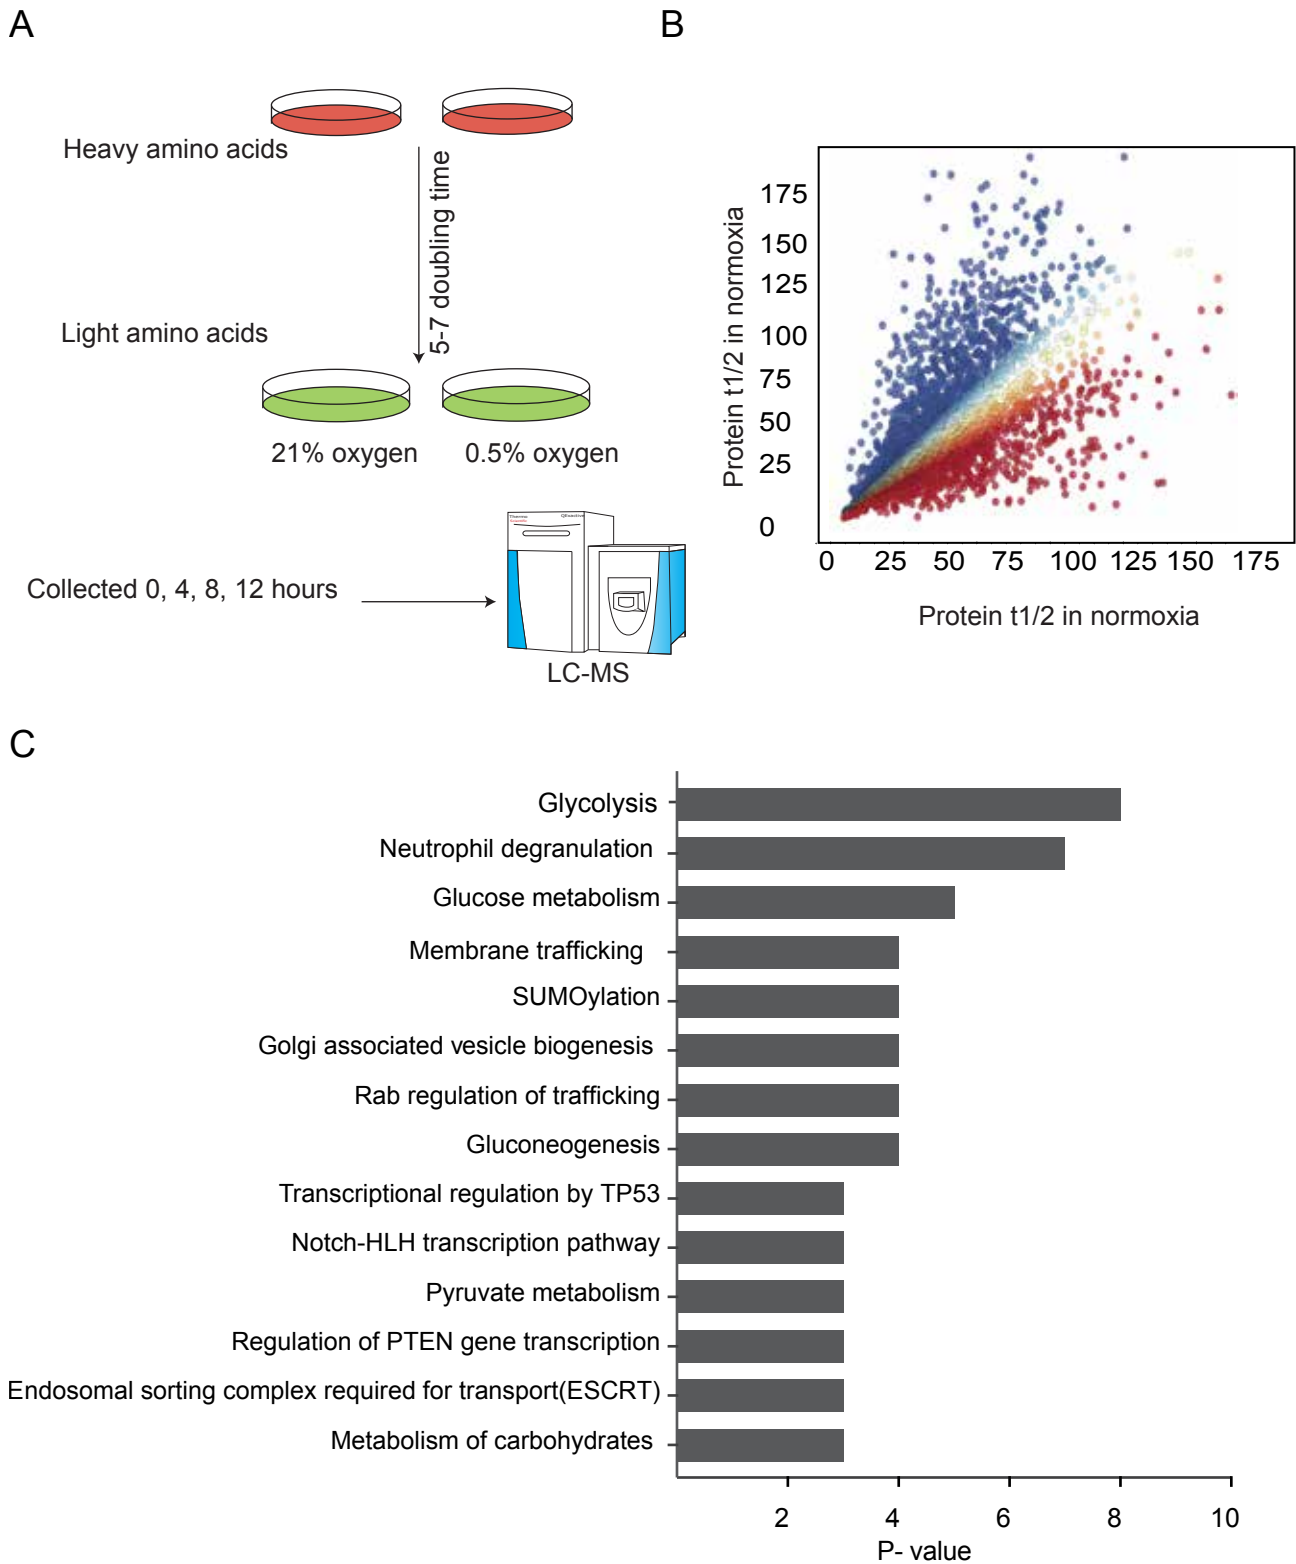 A
Heavy amino acids
5-7 doubling time
Light amino acids
21% oxygen
0.5% oxygen
Collected 0, 4, 8, 12 hours
LC-MS
B
Protein t1/2 in normoxia
175
150
125
100
75
50
25
0
0 25 50 75 100 125 150 175
Protein t1/2 in normoxia
C
Glycolysis
Neutrophil degranulation
Glucose metabolism
Membrane trafficking
SUMOylation
Golgi associated vesicle biogenesis
Rab regulation of trafficking
Gluconeogenesis
Transcriptional regulation by TP53
Notch-HLH transcription pathway
Pyruvate metabolism
Regulation of PTEN gene transcription
Endosomal sorting complex required for transport(ESCRT)
Metabolism of carbohydrates
2 4 6 8 10
P- value